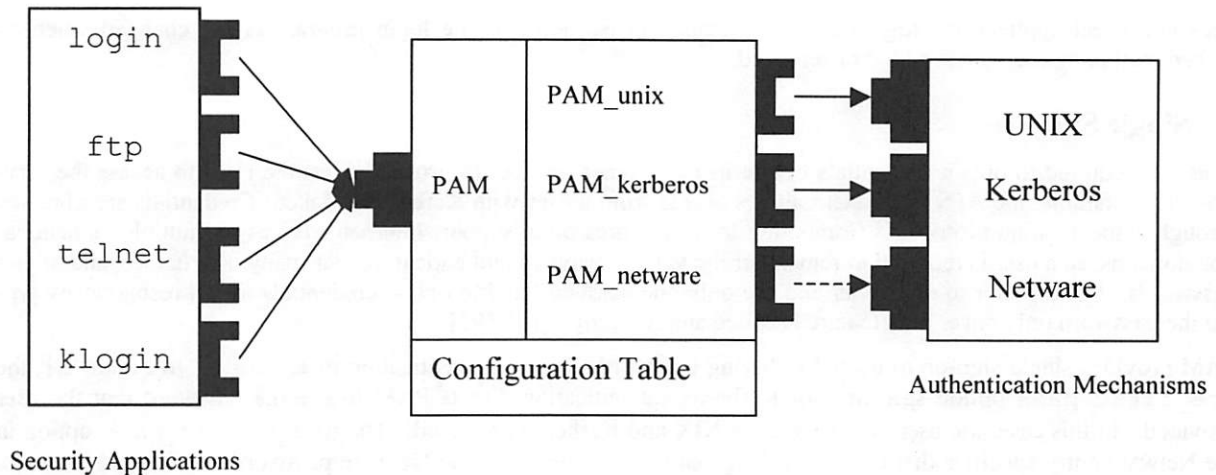 login
ftp
telnet
klogin
Security Applications
PAM
PAM_unix
PAM_kerberos
PAM_netware
Configuration Table
UNIX
Kerberos
Netware
Authentication Mechanisms